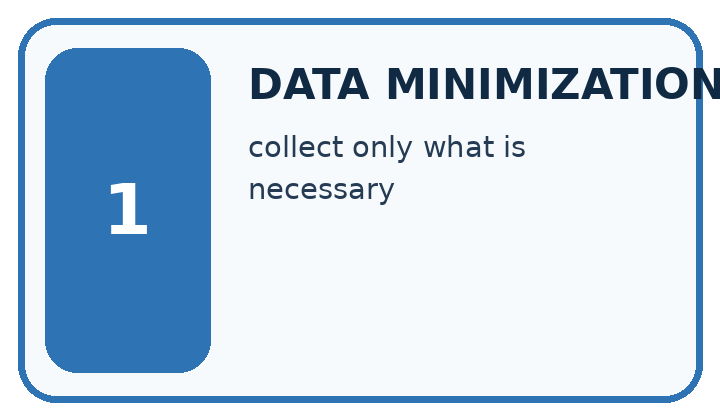 1
DATA MINIMIZATION
collect only what is
necessary